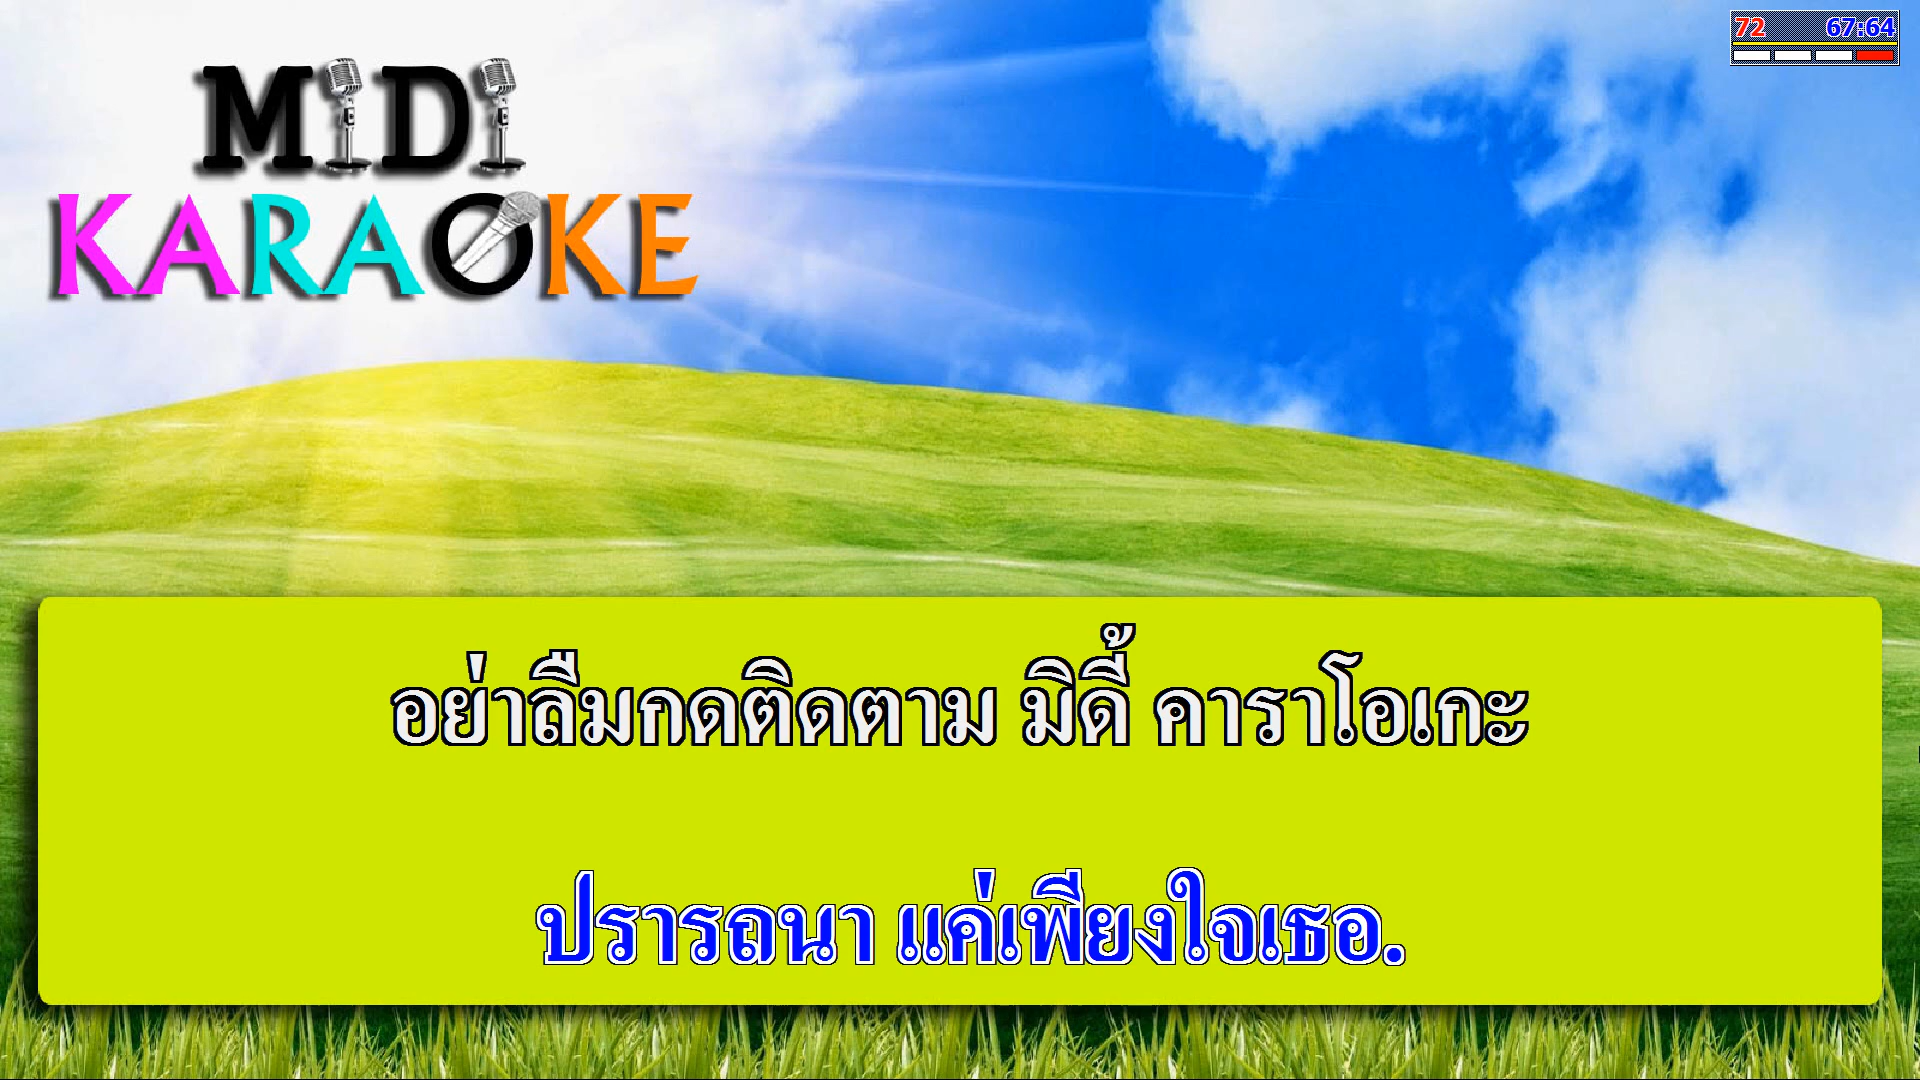 MiDi
72 67:64
KARAOKE
อย่าลืมกดติดตาม มิดี้ คาราโอเกะ
ปรารถนา แค่เพียงใจเธอ.